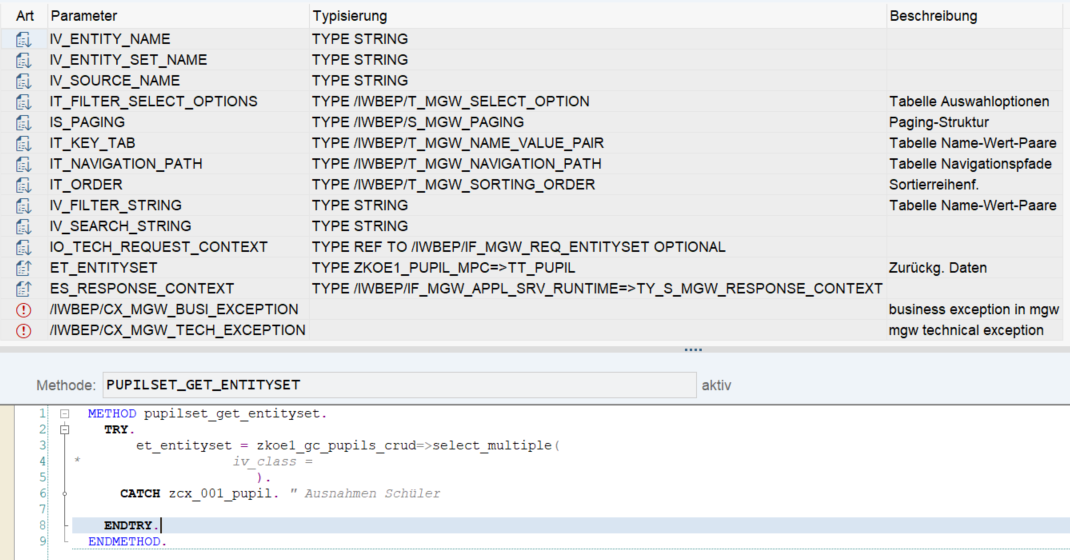 Art Parameter Typisierung Beschreibung
IV_ENTITY_NAME TYPE STRING
IV_ENTITY_SET_NAME TYPE STRING
IV_SOURCE_NAME TYPE STRING
IT_FILTER_SELECT_OPTIONS TYPE /IWBEP/T_MGW_SELECT_OPTION Tabelle Auswahloptionen
IS_PAGING TYPE /IWBEP/S_MGW_PAGING Paging-Struktur
IT_KEY_TAB TYPE /IWBEP/T_MGW_NAME_VALUE_PAIR Tabelle Name-Wert-Paare
IT_NAVIGATION_PATH TYPE /IWBEP/T_MGW_NAVIGATION_PATH Tabelle Navigationspfade
IT_ORDER TYPE /IWBEP/T_MGW_SORTING_ORDER Sortierreihenf.
IV_FILTER_STRING TYPE STRING Tabelle Name-Wert-Paare
IV_SEARCH_STRING TYPE STRING
IO_TECH_REQUEST_CONTEXT TYPE REF TO /IWBEP/IF_MGW_REQ_ENTITYSET OPTIONAL
ET_ENTITYSET TYPE ZKOE1_PUPIL_MPC=>TT_PUPIL Zurückg. Daten
ES_RESPONSE_CONTEXT TYPE /IWBEP/IF_MGW_APPL_SRV_RUNTIME=>TY_S_MGW_RESPONSE_CONTEXT
/IWBEP/CX_MGW_BUSI_EXCEPTION business exception in mgw
/IWBEP/CX_MGW_TECH_EXCEPTION mgw technical exception
Methode: PUPILSET_GET_ENTITYSET aktiv
1 METHOD pupilset_get_entityset.
2 TRY.
3 et_entityset = zkoe1_gc_pupils_crud=>select_multiple(
4 * iv_class =
5 ).
6 CATCH zcx_001_pupil. " Ausnahmen Schüler
7
8 ENDTRY.
9 ENDMETHOD.